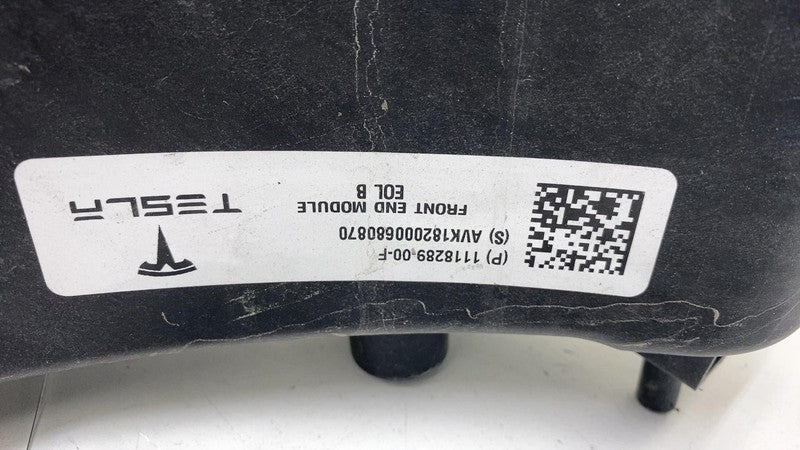 (P) 1118289-00-F
(S) AVK1820000680870
FRONT END MODULE
EOL B
TESLA